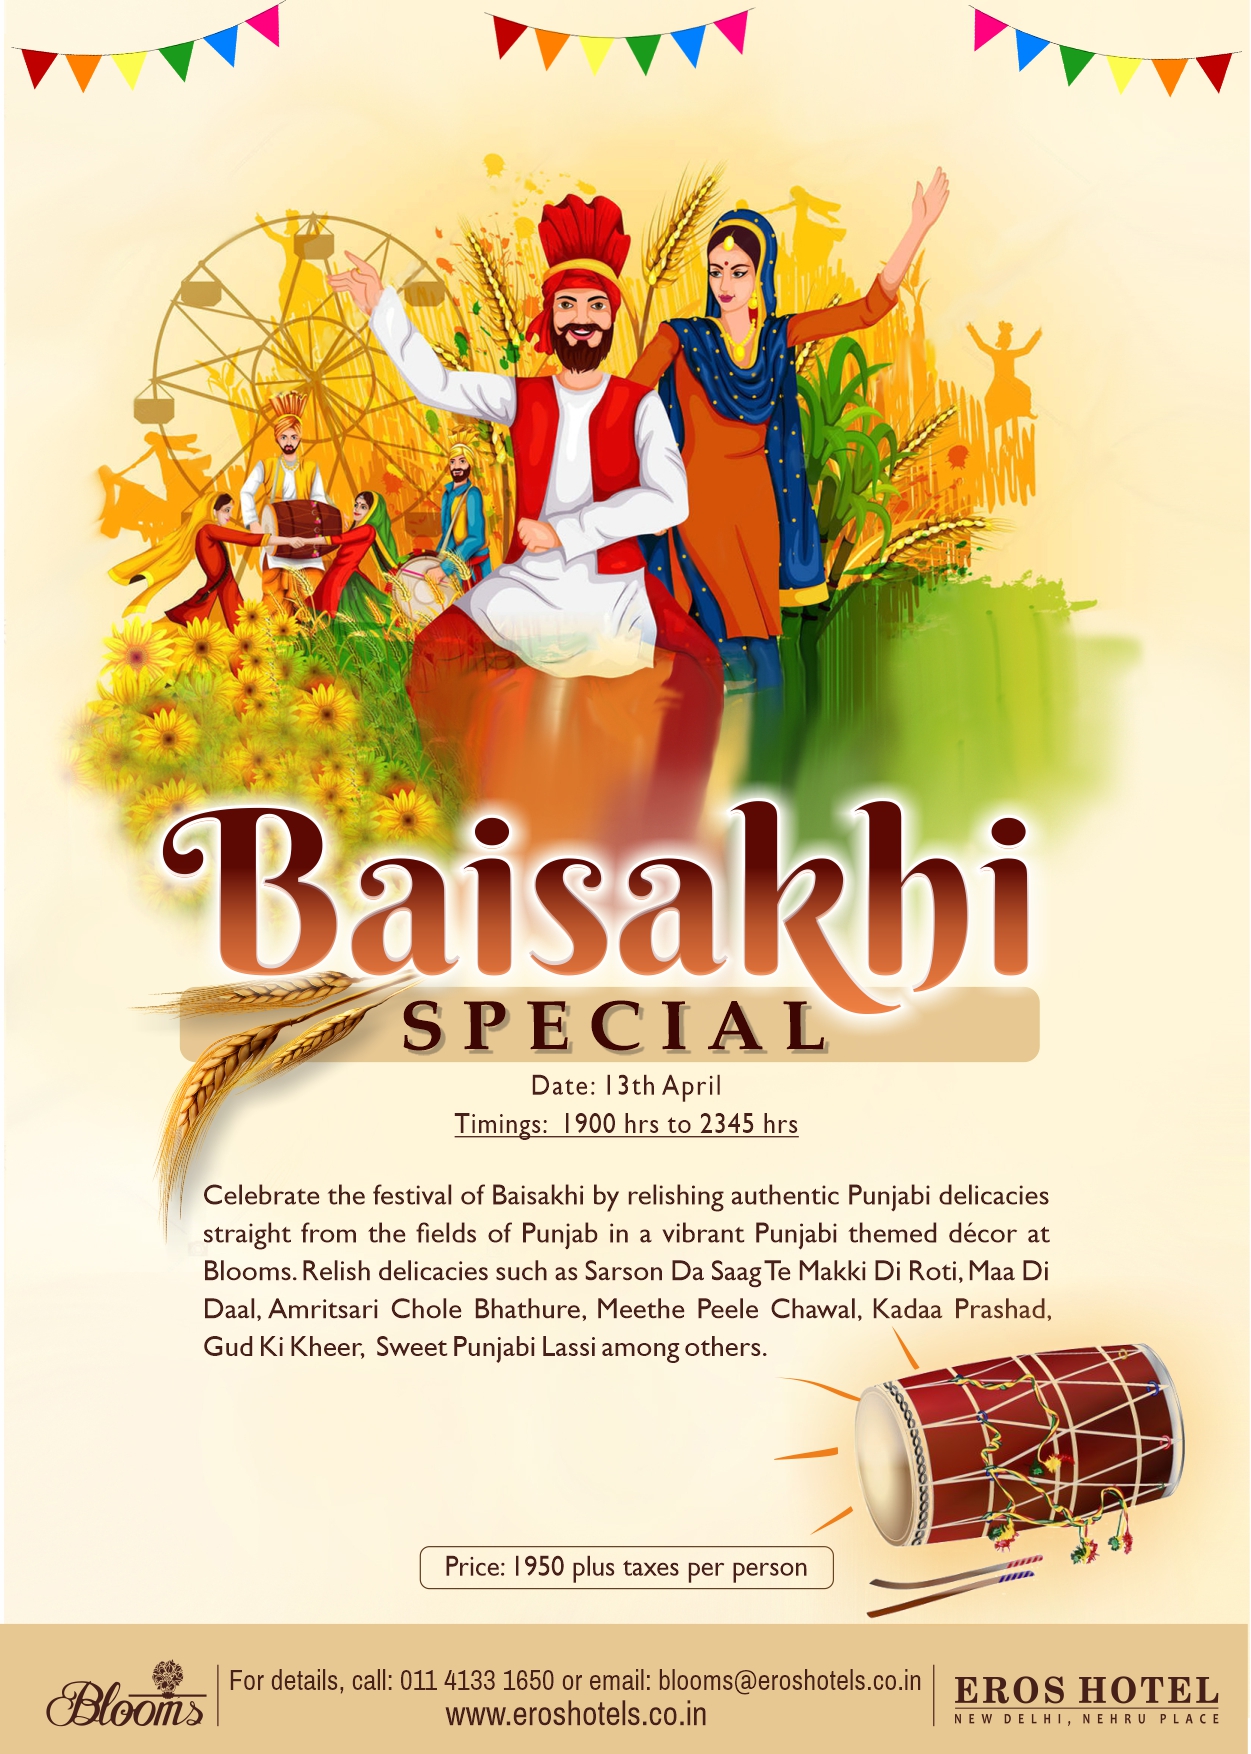 Baisakhi
SPECIAL
Date: 13th April
Timings: 1900 hrs to 2345 hrs
Celebrate the festival of Baisakhi by relishing authentic Punjabi delicacies
straight from the fields of Punjab in a vibrant Punjabi themed décor at
Blooms. Relish delicacies such as Sarson Da Saag Te Makki Di Roti, Maa Di
Daal, Amritsari Chole Bhathure, Meethe Peele Chawal, Kadaa Prashad,
Gud Ki Kheer, Sweet Punjabi Lassi among others.
Price: 1950 plus taxes per person
Blooms
For details, call: 011 4133 1650 or email: blooms@eroshotels.co.in
www.eroshotels.co.in
EROS HOTEL
NEW DELHI, NEHRU PLACE